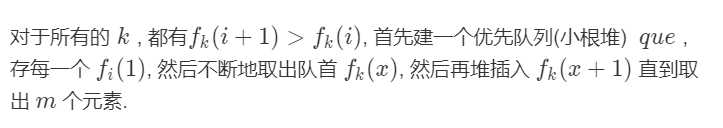 对于所有的 k , 都有f_k(i + 1) > f_k(i), 首先建一个优先队列(小根堆) que ,
存每一个 f_i(1), 然后不断地取出队首 f_k(x), 然后再堆插入 f_k(x + 1) 直到取
出 m 个元素.